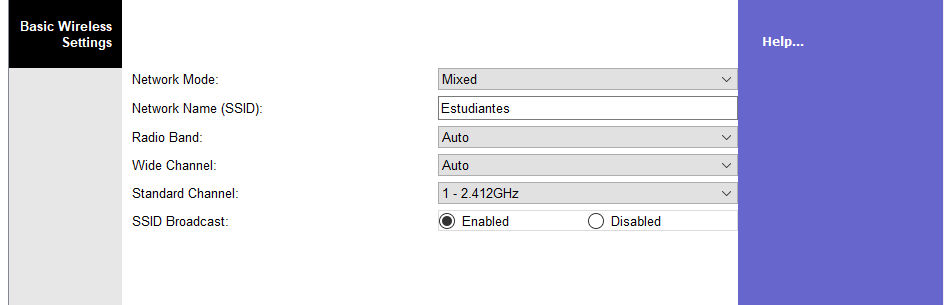 Basic Wireless
Settings
Help...
Network Mode: Mixed
Network Name (SSID): Estudiantes
Radio Band: Auto
Wide Channel: Auto
Standard Channel: 1 - 2.412GHz
SSID Broadcast: Enabled Disabled